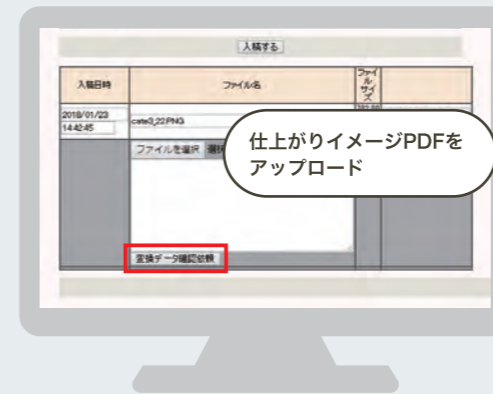 入稿する
入稿日時 ファイル名 ファイルサイズ
2018/01/23
14:42:45
cate3_22.PNG
ファイルを選択
仕上がりイメージPDFを
アップロード
変換データ確認依頼